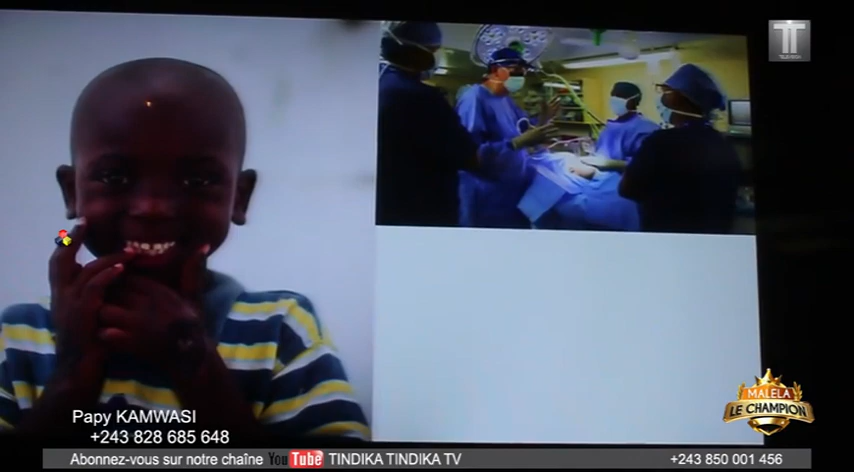 T
TELEVISION
Papy KAMWASI
+243 828 685 648
MALELA
LE CHAMPION
Abonnez-vous sur notre chaîne YouTube TINDIKA TINDIKA TV
+243 850 001 456